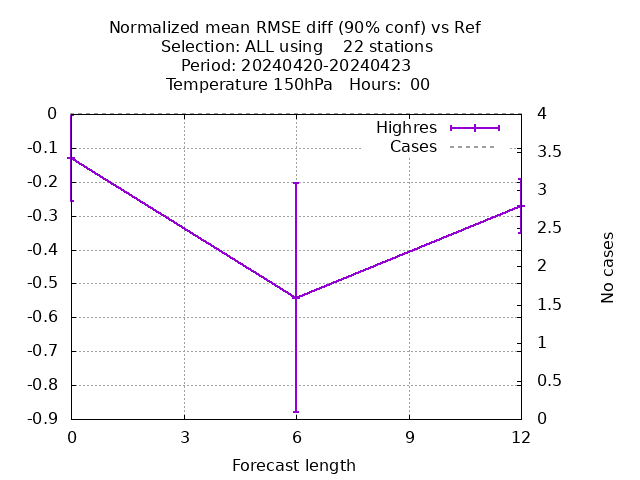 Normalized mean RMSE diff (90% conf) vs Ref
Selection: ALL using    22 stations
Period: 20240420-20240423
Temperature 150hPa   Hours:  00
Highres
Cases
0
-0.1
-0.2
-0.3
-0.4
-0.5
-0.6
-0.7
-0.8
-0.9
4
3.5
3
2.5
2
1.5
1
0.5
0
No cases
0 3 6 9 12
Forecast length